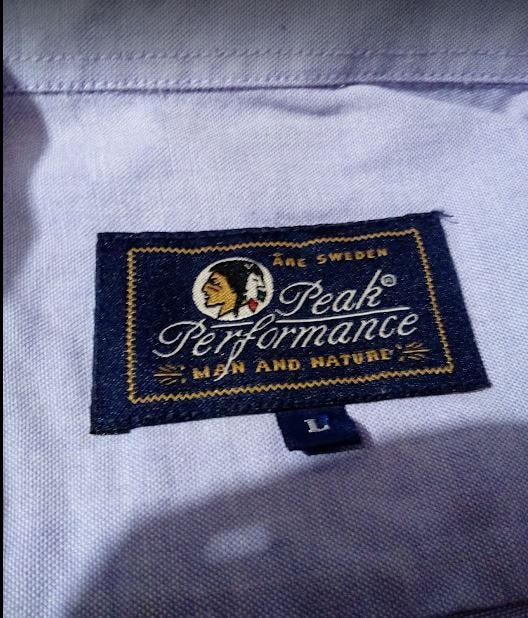 ÅRE SWEDEN
Peak®
Performance
MAN AND NATURE
L